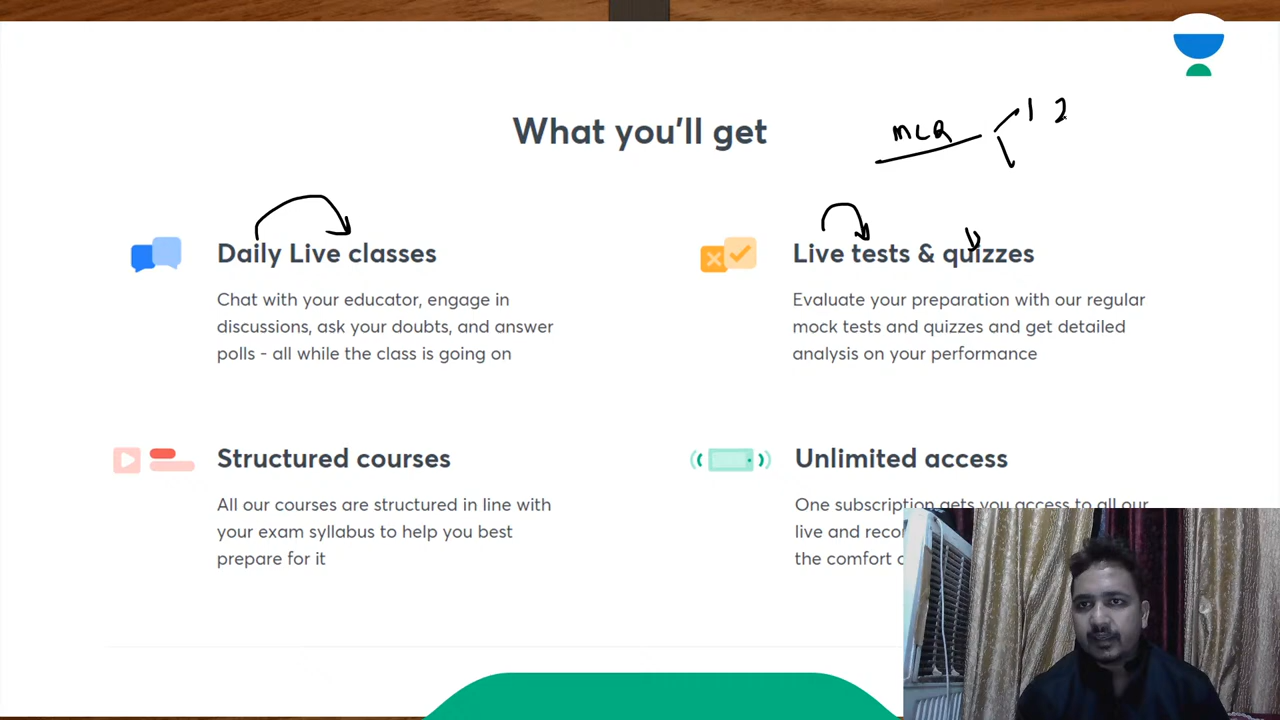 What you'll get
MCQ
1 2
Daily Live classes
Chat with your educator, engage in
discussions, ask your doubts, and answer
polls - all while the class is going on
Live tests & quizzes
Evaluate your preparation with our regular
mock tests and quizzes and get detailed
analysis on your performance
Structured courses
All our courses are structured in line with
your exam syllabus to help you best
prepare for it
Unlimited access
One subscription gets you access to all our
live and
the comfort